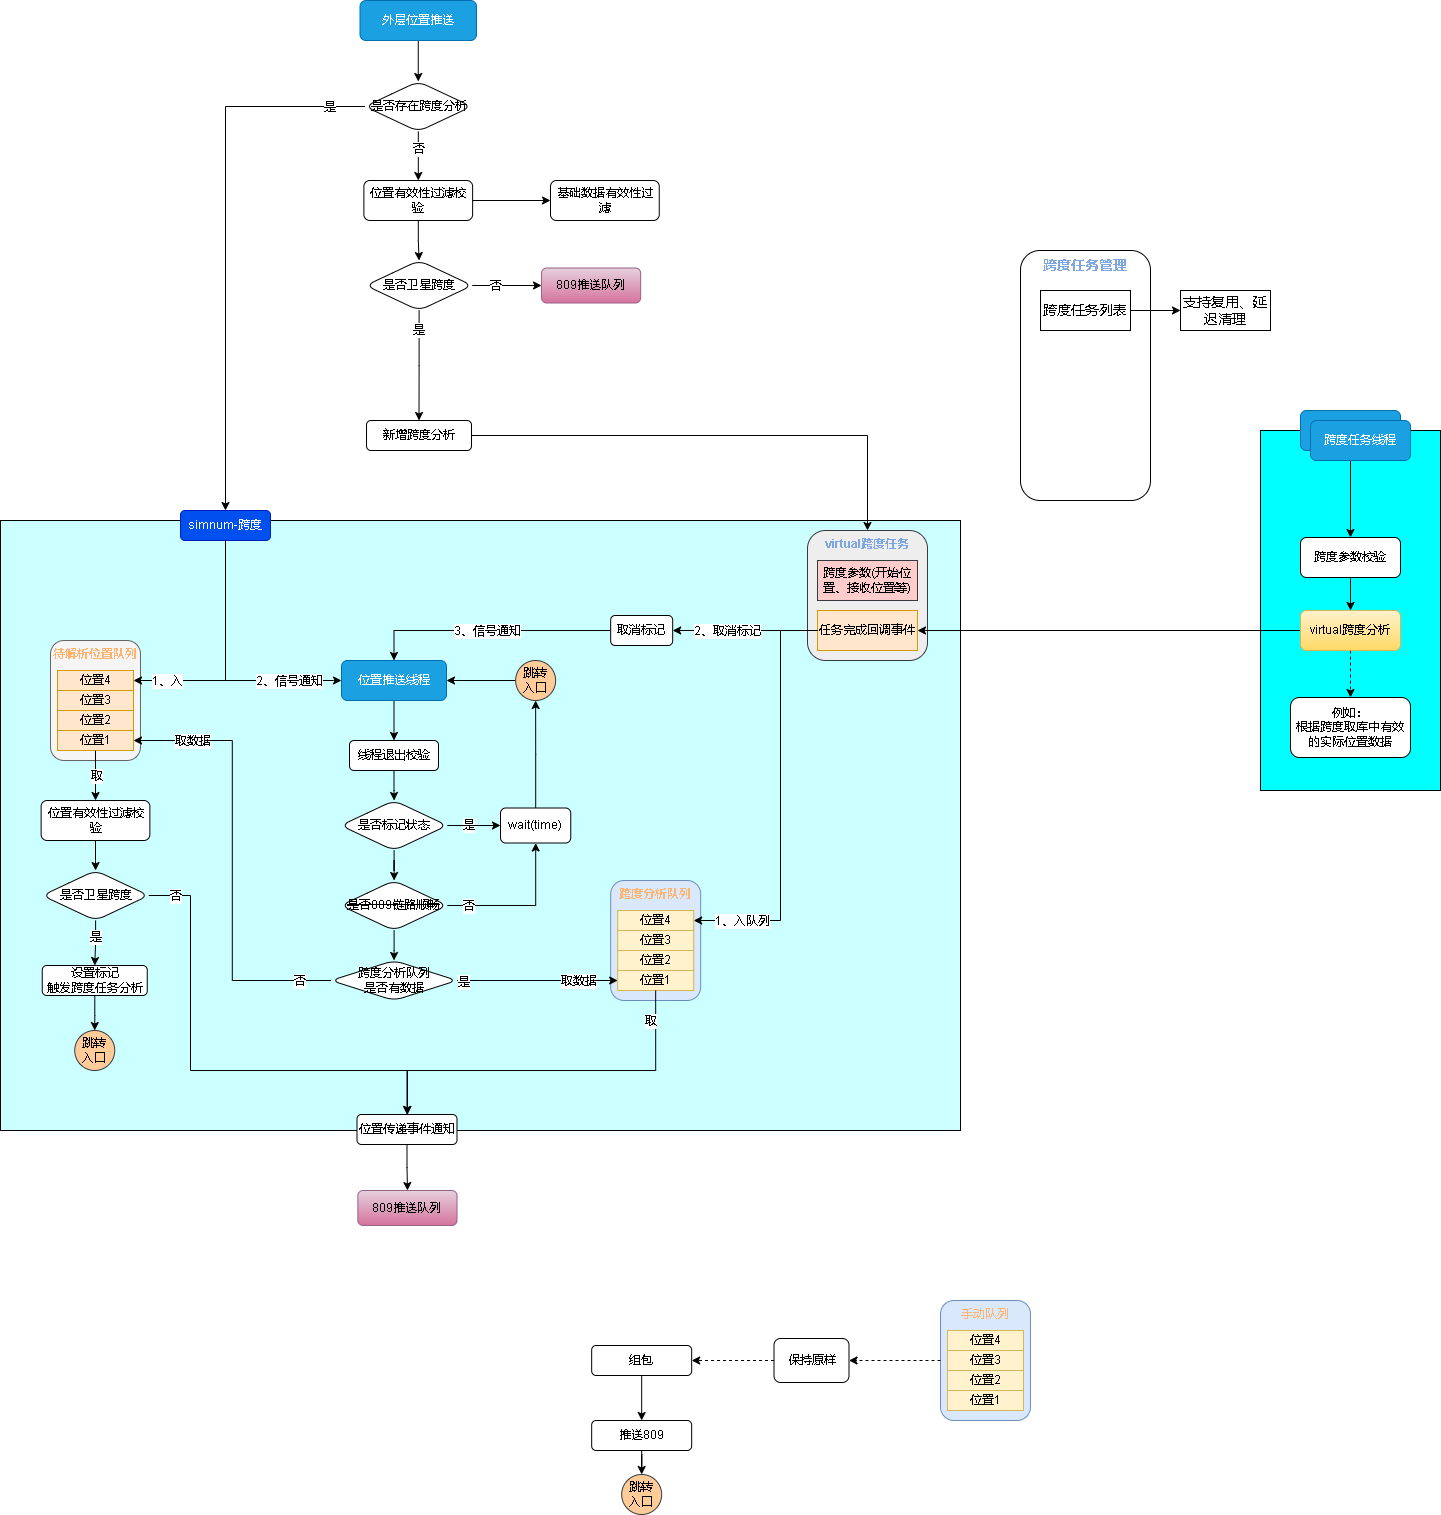 外层位置推送
是否存在跨度分析
是
否
位置有效性过滤校
验
基础数据有效性过
滤
是否卫星跨度
否
809推送队列
是
新增跨度分析
跨度任务管理
跨度任务列表
支持复用、延
迟清理
跨度任务线程
跨度参数校验
virtual跨度分析
例如：
根据跨度取库中有效
的实际位置数据
simnum-跨度
virtual跨度任务
跨度参数(开始位
置、接收位置等)
任务完成回调事件
2、取消标记
取消标记
3、信号通知
待解析位置队列
位置4
位置3
位置2
位置1
1、入
2、信号通知
位置推送线程
跳转
入口
取数据
线程退出校验
取
位置有效性过滤校
验
是否标记状态
是
wait(time)
是否卫星跨度
否
是否809链路顺畅
否
跨度分析队列
位置4
位置3
位置2
位置1
1、入队列
是
设置标记
触发跨度任务分析
否
跨度分析队列
是否有数据
是
取数据
取
跳转
入口
位置传递事件通知
809推送队列
手动队列
位置4
位置3
位置2
位置1
保持原样
组包
推送809
跳转
入口